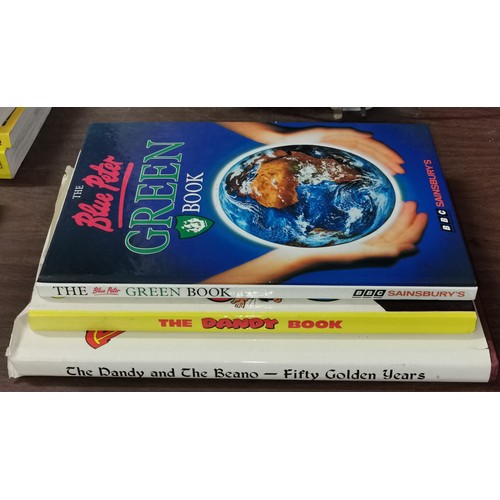 THE
Blue Peter
GREEN
BOOK
BBC SAINSBURY'S
THE Blue Peter GREEN BOOK BBC SAINSBURY'S
THE DANDY BOOK
The Dandy and The Beano — Fifty Golden Years